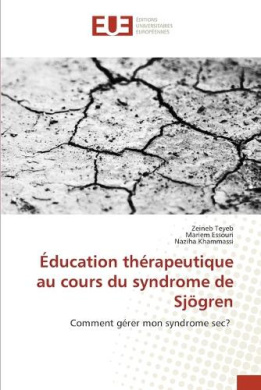 EUE
EDITIONS
UNIVERSITAIRES
EUROPEENNES
Zeineb Teyeb
Mariem Essouri
Naziha Khammassi
Éducation thérapeutique
au cours du syndrome de
Sjögren
Comment gérer mon syndrome sec?